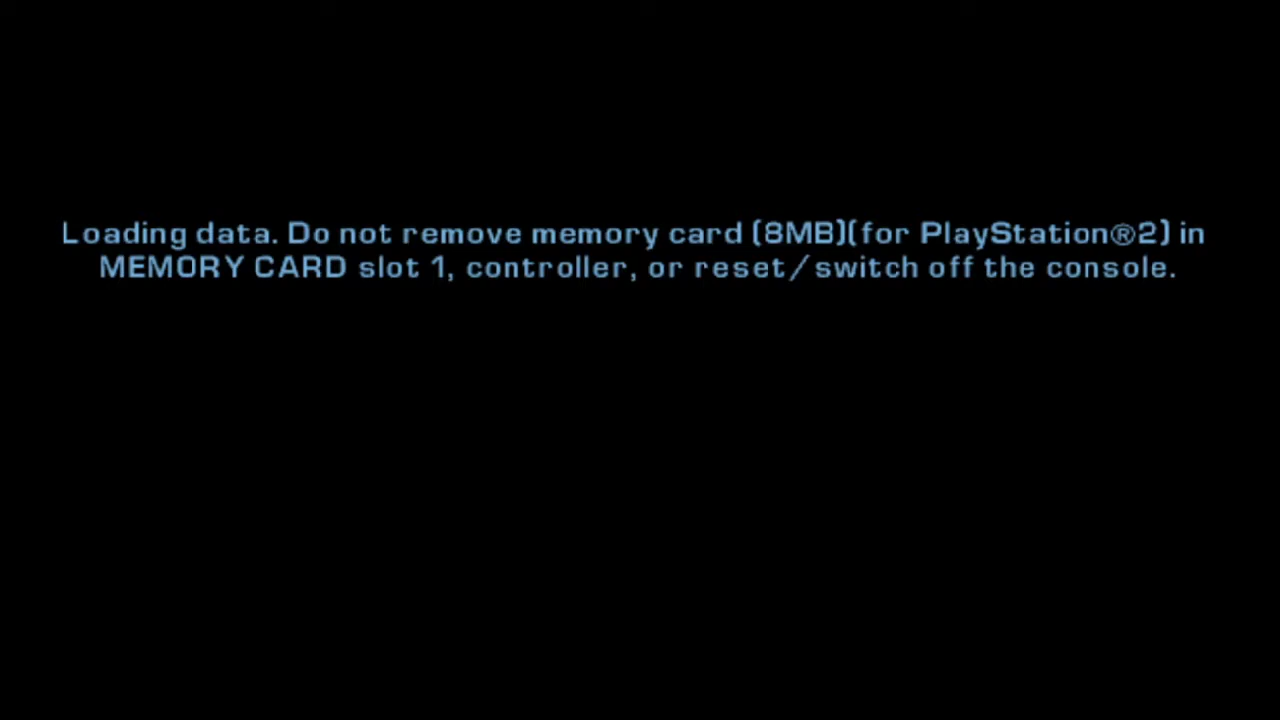 Loading data. Do not remove memory card (8MB)(for PlayStation®2) in
MEMORY CARD slot 1, controller, or reset/switch off the console.